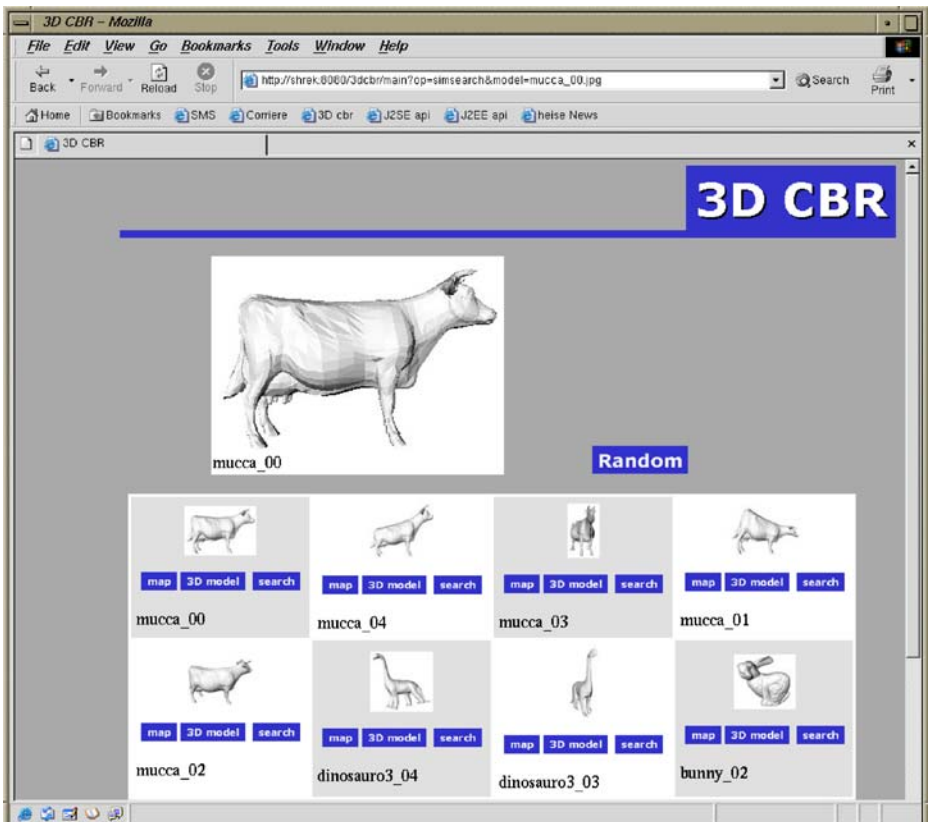 3D CBR – Mozilla
File Edit View Go Bookmarks Tools Window Help
Back Forward Reload Stop http://shrek:8080/3dcbr/main?op=simsearch&model=mucca_00.jpg Search Print
Home Bookmarks SMS Corriere 3D cbr J2SE api J2EE api heise News
3D CBR
3D CBR
mucca_00
Random
map 3D model search map 3D model search map 3D model search map 3D model search
mucca_00 mucca_04 mucca_03 mucca_01
map 3D model search map 3D model search map 3D model search map 3D model search
mucca_02 dinosauro3_04 dinosauro3_03 bunny_02